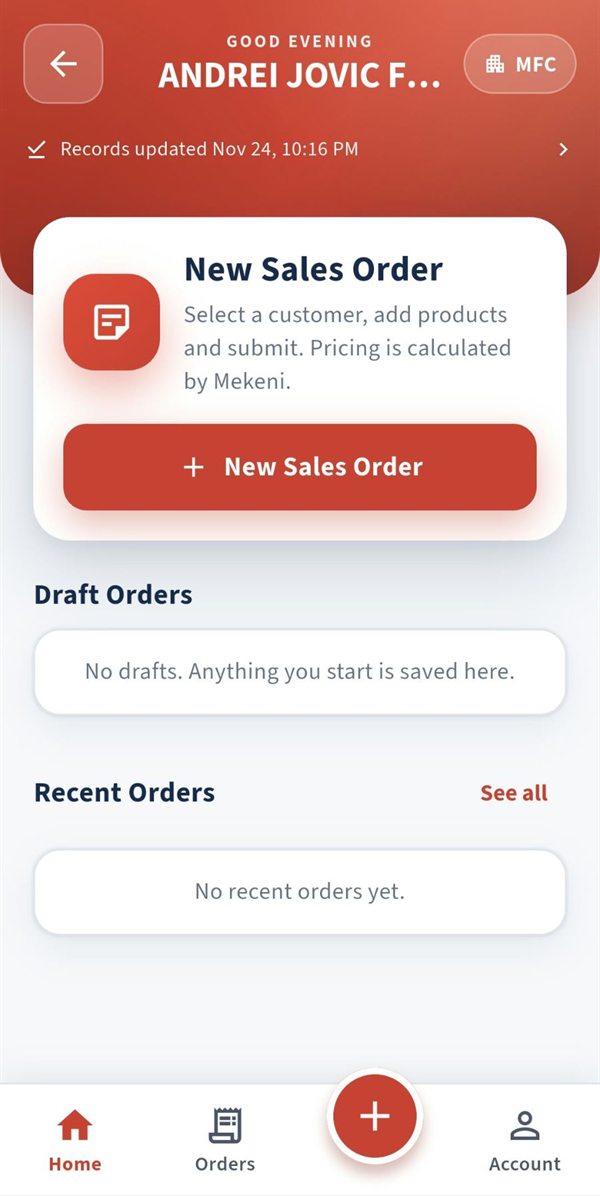 GOOD EVENING
ANDREI JOVIC F...
MFC
Records updated Nov 24, 10:16 PM
New Sales Order
Select a customer, add products
and submit. Pricing is calculated
by Mekeni.
New Sales Order
Draft Orders
No drafts. Anything you start is saved here.
Recent Orders
See all
No recent orders yet.
Home
Orders
Account